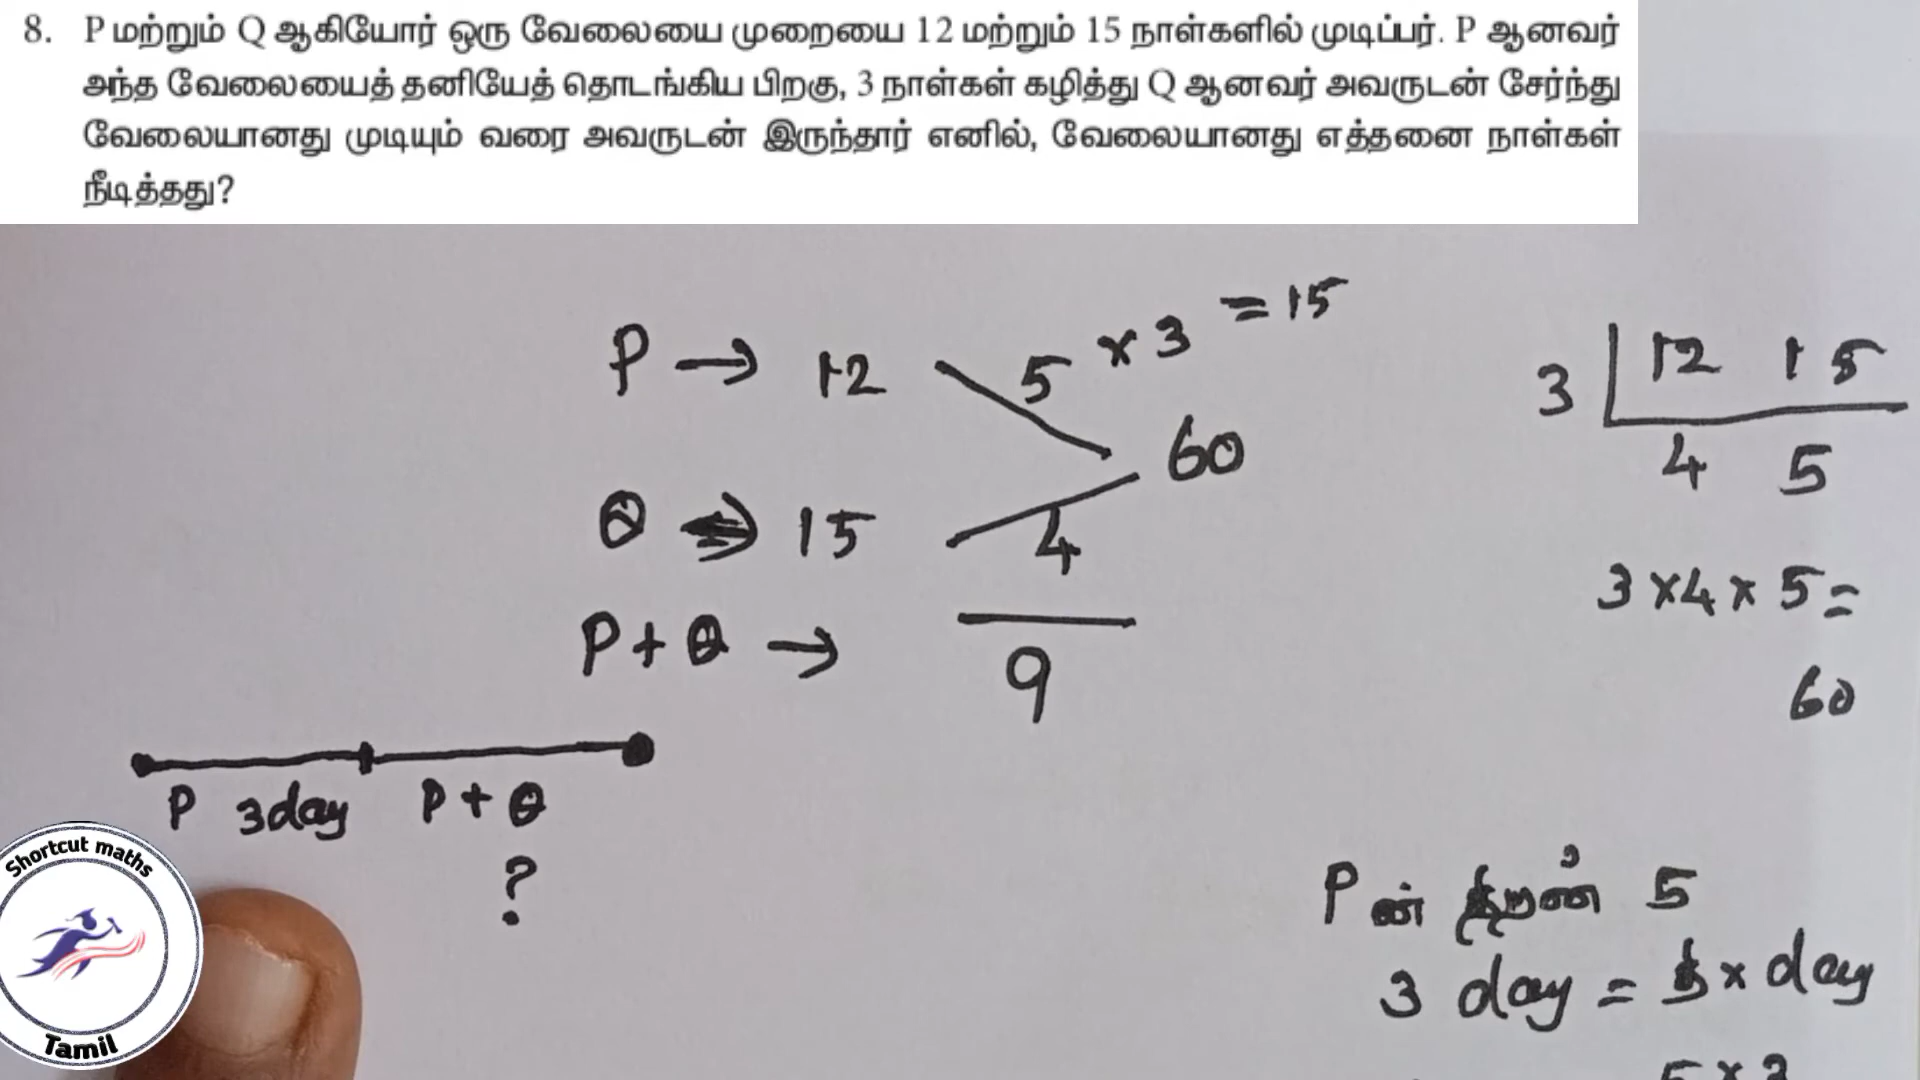 8. P மற்றும் Q ஆகியோர் ஒரு வேலையை முறையை 12 மற்றும் 15 நாள்களில் முடிப்பர். P ஆனவர்
அந்த வேலையைத் தனியேத் தொடங்கிய பிறகு, 3 நாள்கள் கழித்து Q ஆனவர் அவருடன் சேர்ந்து
வேலையானது முடியும் வரை அவருடன் இருந்தார் எனில், வேலையானது எத்தனை நாள்கள்
நீடித்தது?
P → 12 5 × 3 = 15
60
Q → 15 4
P + Q → 9
3 12 15
4 5
3 × 4 × 5 =
60
P 3day P + Q
?
P ன் திறன் 5
3 day = 5 × day
5 × 3
Shortcut maths
Tamil